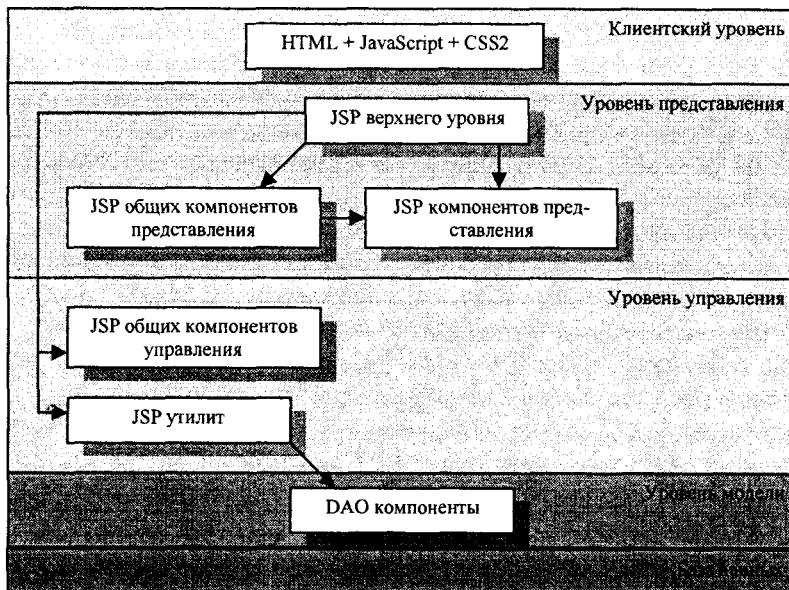 Клиентский уровень
HTML + JavaScript + CSS2
Уровень представления
JSP верхнего уровня
JSP общих компонентов
представления
JSP компонентов пред-
ставления
Уровень управления
JSP общих компонентов
управления
JSP утилит
Уровень модели
DAO компоненты